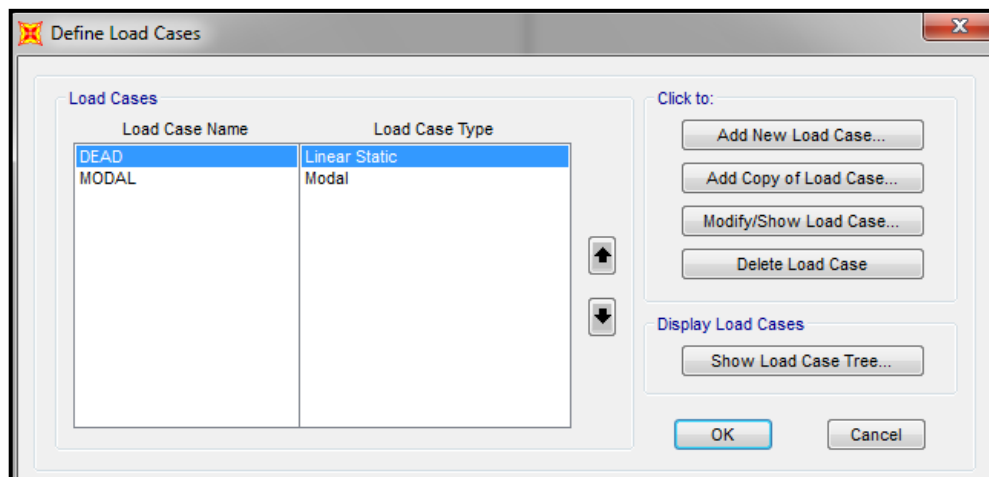 Define Load Cases
Load Cases
Click to:
Load Case Name Load Case Type
DEAD Linear Static
MODAL Modal
Add New Load Case...
Add Copy of Load Case...
Modify/Show Load Case...
Delete Load Case
Display Load Cases
Show Load Case Tree...
OK Cancel